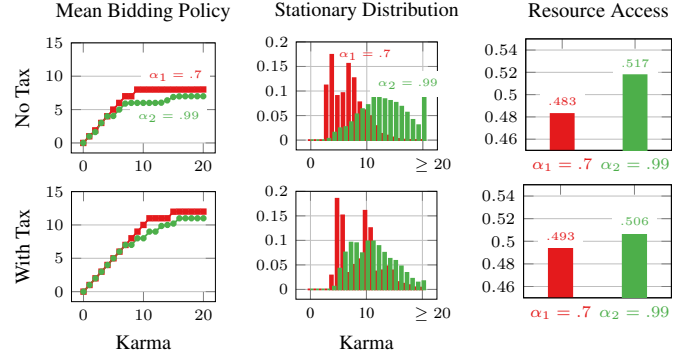 Mean Bidding Policy
Stationary Distribution
Resource Access
No Tax
15
10
5
0
0
10
20
α1 = .7
α2 = .99
0.2
0.15
0.1
0.05
0
0
10
≥ 20
α1 = .7
α2 = .99
0.54
0.52
0.5
0.48
0.46
.483
.517
α1 = .7
α2 = .99
With Tax
15
10
5
0
0
10
20
Karma
0.2
0.15
0.1
0.05
0
0
10
≥ 20
Karma
0.54
0.52
0.5
0.48
0.46
.493
.506
α1 = .7
α2 = .99